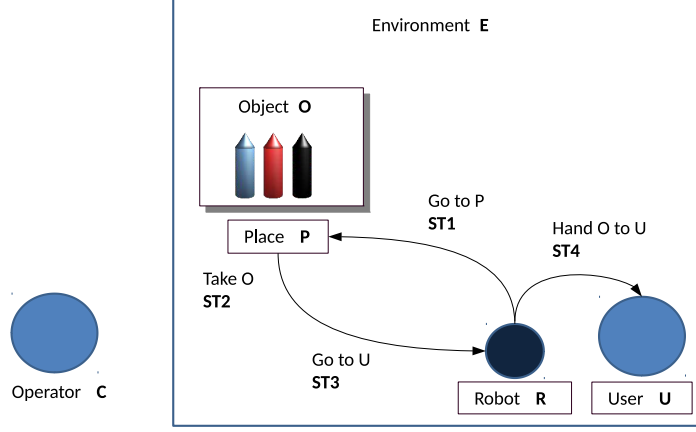 Environment E
Object O
Go to P
ST1
Hand O to U
ST4
Place P
Take O
ST2
Go to U
ST3
Operator C
Robot R
User U